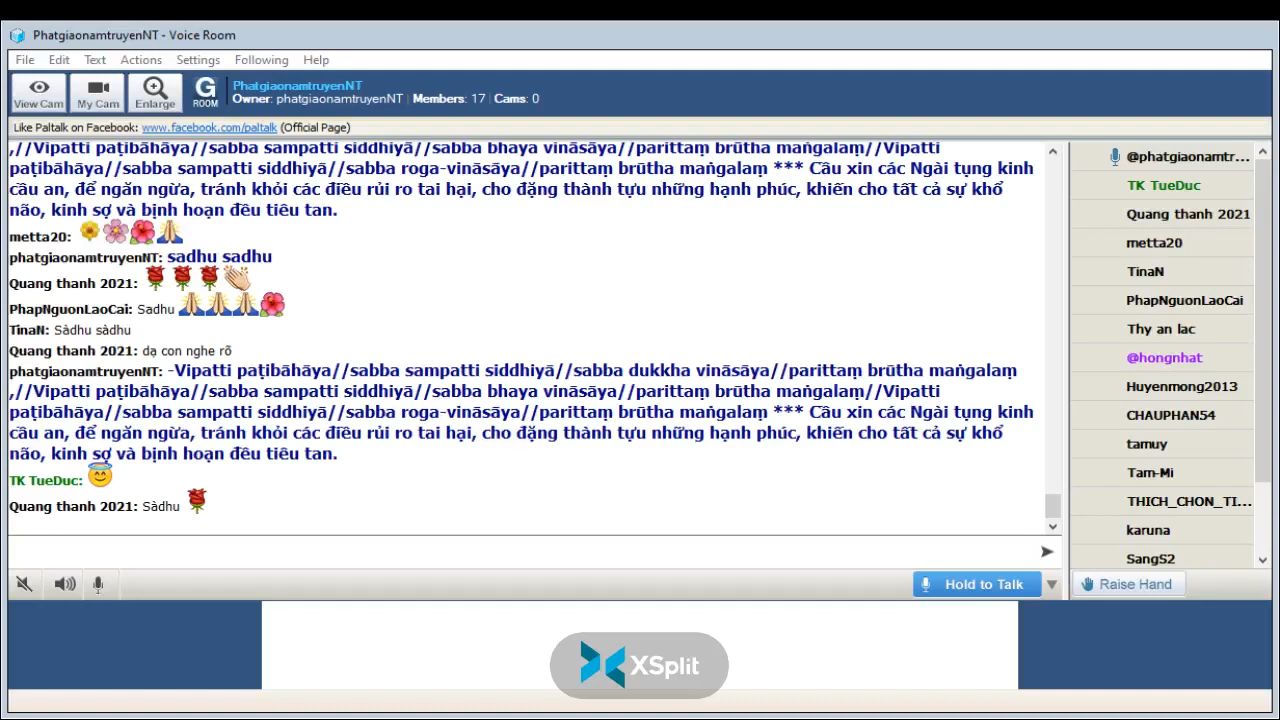 PhatgiaonamtruyenNT - Voice Room
File Edit Text Actions Settings Following Help
View Cam My Cam Enlarge G ROOM
PhatgiaonamtruyenNT
Owner: phatgiaonamtruyenNT | Members: 17 | Cams: 0
Like Paltalk on Facebook: www.facebook.com/paltalk (Official Page)
,//Vipatti paṭibāhāya//sabba sampatti siddhiyā//sabba bhaya vināsāya//parittaṃ brūtha maṅgalaṃ//Vipatti
paṭibāhāya//sabba sampatti siddhiyā//sabba roga-vināsāya//parittaṃ brūtha maṅgalaṃ *** Cầu xin các Ngài tụng kinh
cầu an, để ngăn ngừa, tránh khỏi các điều rủi ro tai hại, cho đặng thành tựu những hạnh phúc, khiến cho tất cả sự khổ
não, kinh sợ và bịnh hoạn đều tiêu tan.
metta20:
phatgiaonamtruyenNT: sadhu sadhu
Quang thanh 2021:
PhapNguonLaoCai: Sadhu
TinaN: Sàdhu sàdhu
Quang thanh 2021: dạ con nghe rõ
phatgiaonamtruyenNT: -Vipatti paṭibāhāya//sabba sampatti siddhiyā//sabba dukkha vināsāya//parittaṃ brūtha maṅgalaṃ
,//Vipatti paṭibāhāya//sabba sampatti siddhiyā//sabba bhaya vināsāya//parittaṃ brūtha maṅgalaṃ//Vipatti
paṭibāhāya//sabba sampatti siddhiyā//sabba roga-vināsāya//parittaṃ brūtha maṅgalaṃ *** Cầu xin các Ngài tụng kinh
cầu an, để ngăn ngừa, tránh khỏi các điều rủi ro tai hại, cho đặng thành tựu những hạnh phúc, khiến cho tất cả sự khổ
não, kinh sợ và bịnh hoạn đều tiêu tan.
TK TueDuc:
Quang thanh 2021: Sàdhu
@phatgiaonamtr...
TK TueDuc
Quang thanh 2021
metta20
TinaN
PhapNguonLaoCai
Thy an lac
@hongnhat
Huyenmong2013
CHAUPHAN54
tamuy
Tam-Mi
THICH_CHON_TI...
karuna
SangS2
Hold to Talk
Raise Hand
XSplit